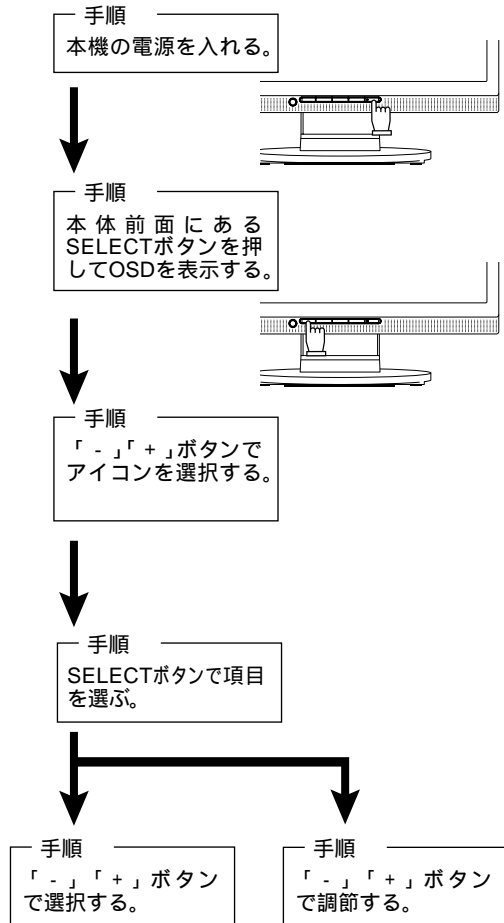 手順
本機の電源を入れる。
手順
本体前面にある
SELECTボタンを押
してOSDを表示する。
手順
「-」「+」ボタンで
アイコンを選択する。
手順
SELECTボタンで項目
を選ぶ。
手順
「-」「+」ボタン
で選択する。
手順
「-」「+」ボタン
で調節する。